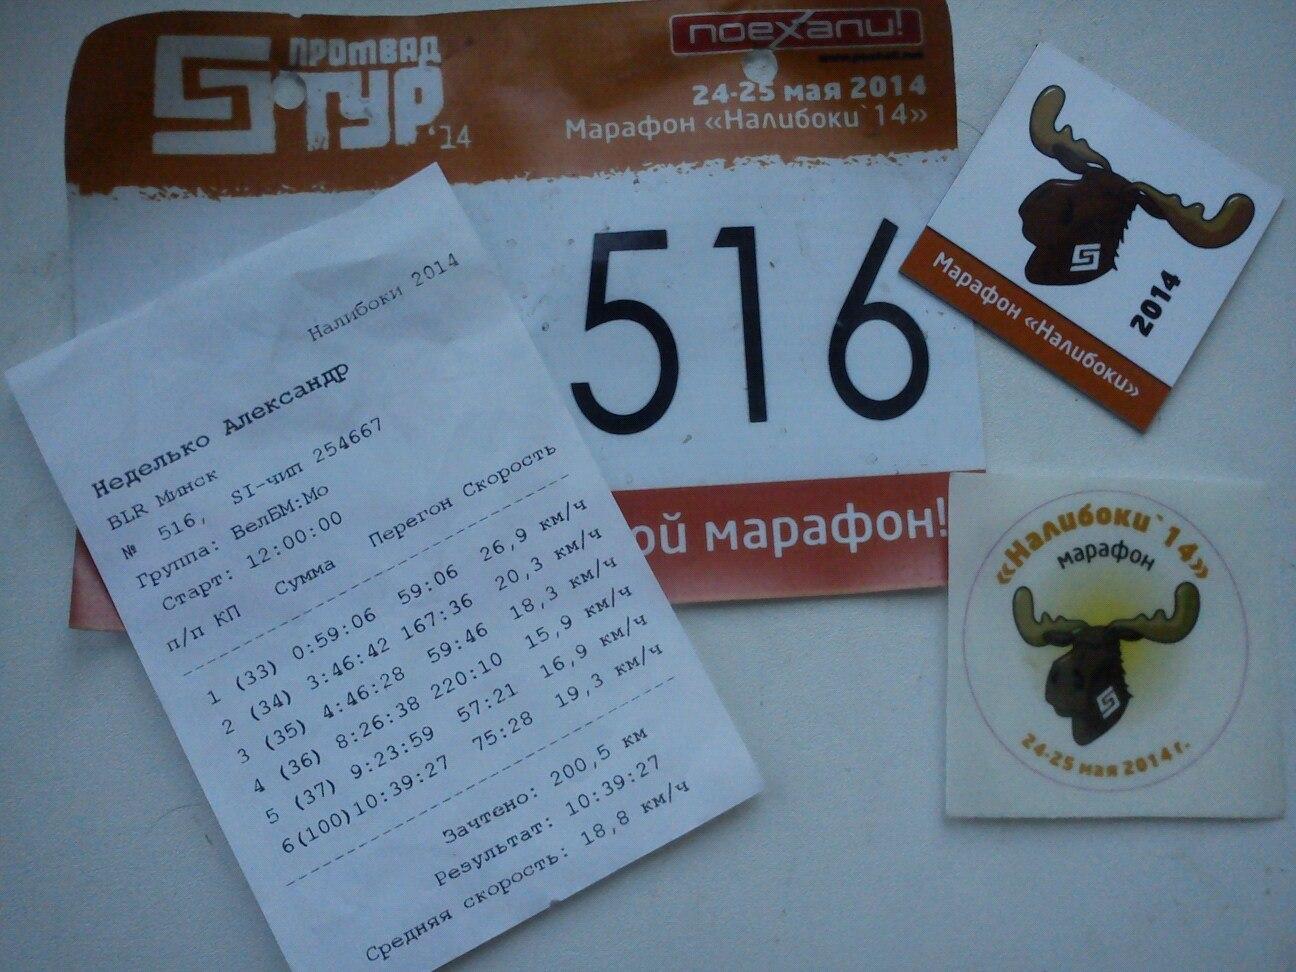 ПРОМВАД
ТУР'14
поехали!
24-25 мая 2014
Марафон «Налибоки`14»
516
ой марафон!
Налибоки 2014
Неделько Александр
BLR Минск
№ 516, SI-чип 254667
Группа: ВелБМ:Мо
Старт: 12:00:00
п/п КП Сумма Перегон Скорость
1 (33) 0:59:06 59:06 26,9 км/ч
2 (34) 3:46:42 167:36 20,3 км/ч
3 (35) 4:46:28 59:46 18,3 км/ч
4 (36) 8:26:38 220:10 15,9 км/ч
5 (37) 9:23:59 57:21 16,9 км/ч
6(100)10:39:27 75:28 19,3 км/ч
Зачтено: 200,5 км
Результат: 10:39:27
Средняя скорость: 18,8 км/ч
2014
Марафон «Налибоки»
«Налибоки`14»
марафон
24-25 мая 2014 г.